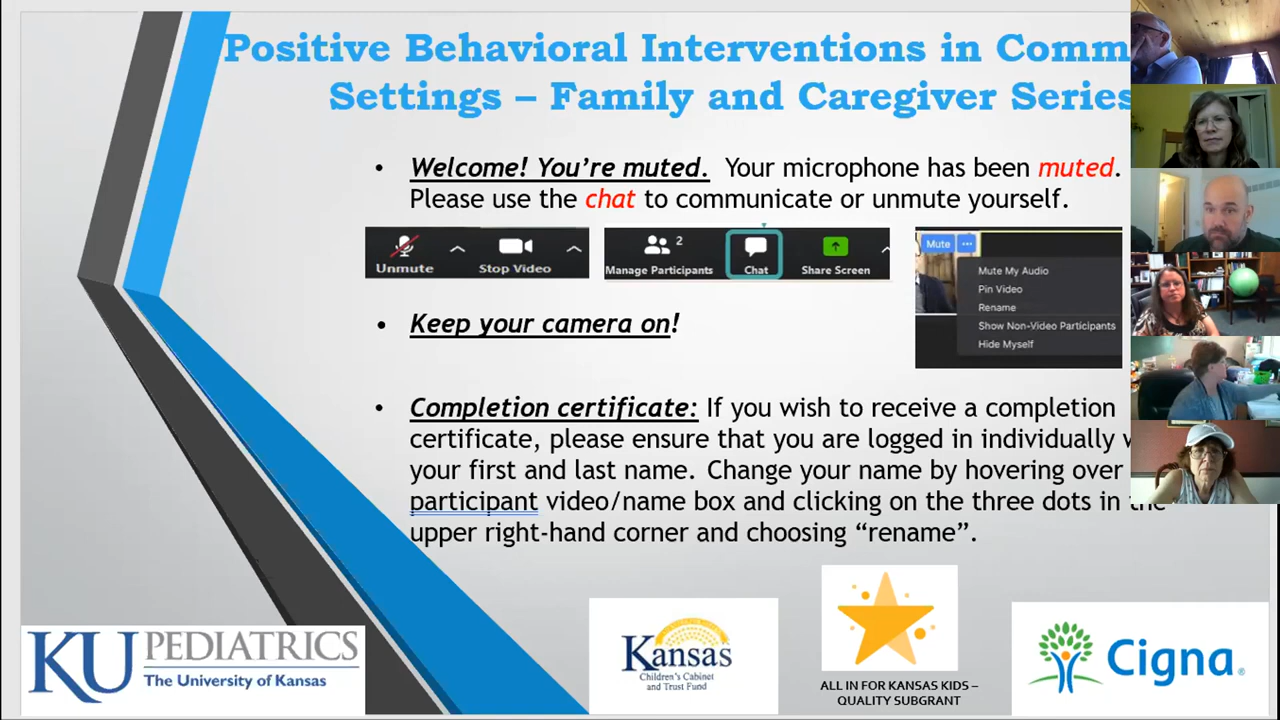 Positive Behavioral Interventions in Comm
Settings – Family and Caregiver Series
• Welcome! You’re muted. Your microphone has been muted.
Please use the chat to communicate or unmute yourself.
Unmute
Stop Video
2
Manage Participants
Chat
Share Screen
Mute
Mute My Audio
Pin Video
Rename
Show Non-Video Participants
Hide Myself
• Keep your camera on!
• Completion certificate: If you wish to receive a completion
certificate, please ensure that you are logged in individually
your first and last name. Change your name by hovering over
participant video/name box and clicking on the three dots in the
upper right-hand corner and choosing “rename”.
KU PEDIATRICS
The University of Kansas
Kansas
Children's Cabinet
and Trust Fund
ALL IN FOR KANSAS KIDS –
QUALITY SUBGRANT
Cigna®